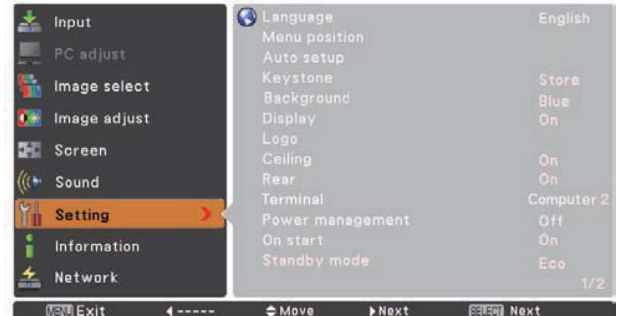 Input
PC adjust
Image select
Image adjust
Screen
Sound
Setting
Information
Network
Language English
Menu position
Auto setup
Keystone Store
Background Blue
Display On
Logo
Ceiling On
Rear On
Terminal Computer 2
Power management Off
On start On
Standby mode Eco
1/2
MENU Exit ----- Move Next SELECT Next